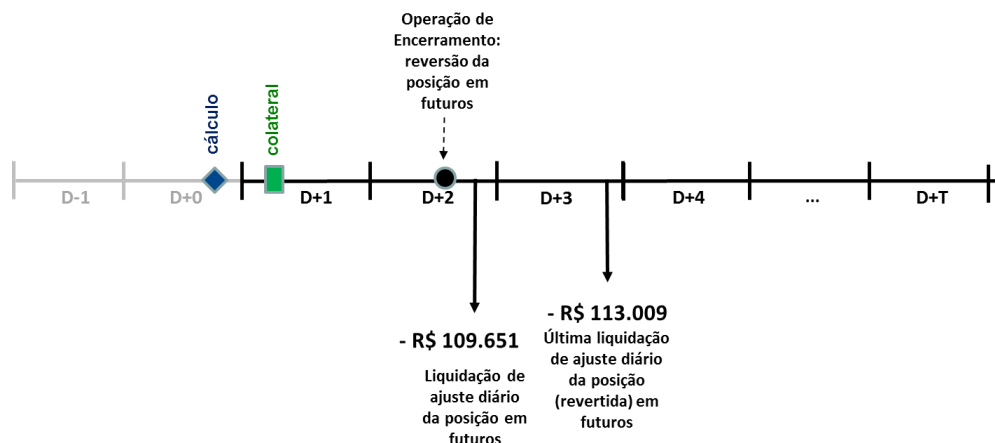 Operação de
Encerramento:
reversão da
posição em
futuros
cálculo
colateral
D-1
D+0
D+1
D+2
D+3
D+4
...
D+T
- R$ 109.651
Liquidação de
ajuste diário
da posição em
futuros
- R$ 113.009
Última liquidação
de ajuste diário
da posição
(revertida) em
futuros